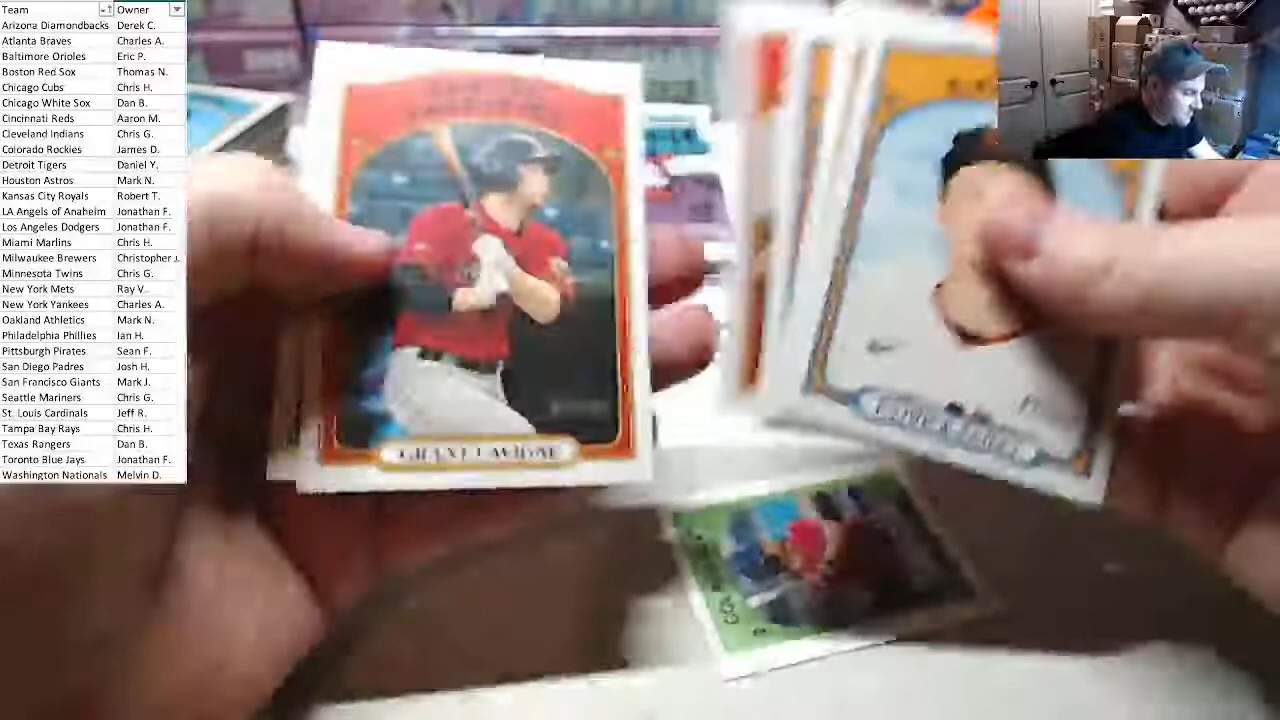 Team Owner
Arizona Diamondbacks Derek C.
Atlanta Braves Charles A.
Baltimore Orioles Eric P.
Boston Red Sox Thomas N.
Chicago Cubs Chris H.
Chicago White Sox Dan B.
Cincinnati Reds Aaron M.
Cleveland Indians Chris G.
Colorado Rockies James D.
Detroit Tigers Daniel Y.
Houston Astros Mark N.
Kansas City Royals Robert T.
LA Angels of Anaheim Jonathan F.
Los Angeles Dodgers Jonathan F.
Miami Marlins Chris H.
Milwaukee Brewers Christopher J.
Minnesota Twins Chris G.
New York Mets Ray V.
New York Yankees Charles A.
Oakland Athletics Mark N.
Philadelphia Phillies Ian H.
Pittsburgh Pirates Sean F.
San Diego Padres Josh H.
San Francisco Giants Mark J.
Seattle Mariners Chris G.
St. Louis Cardinals Jeff R.
Tampa Bay Rays Chris H.
Texas Rangers Dan B.
Toronto Blue Jays Jonathan F.
Washington Nationals Melvin D.
GRANT LAVIGNE